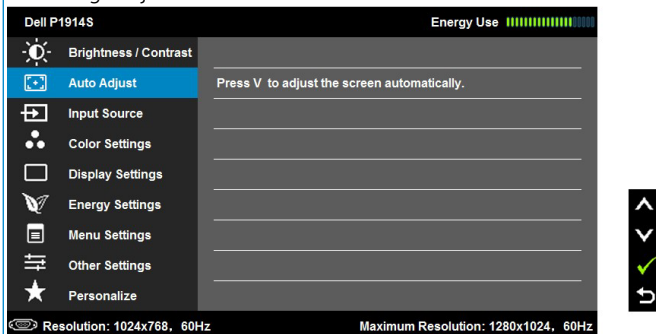 Dell P1914S Energy Use
Brightness / Contrast
Auto Adjust Press V to adjust the screen automatically.
Input Source
Color Settings
Display Settings
Energy Settings
Menu Settings
Other Settings
Personalize
Resolution: 1024x768, 60Hz Maximum Resolution: 1280x1024, 60Hz